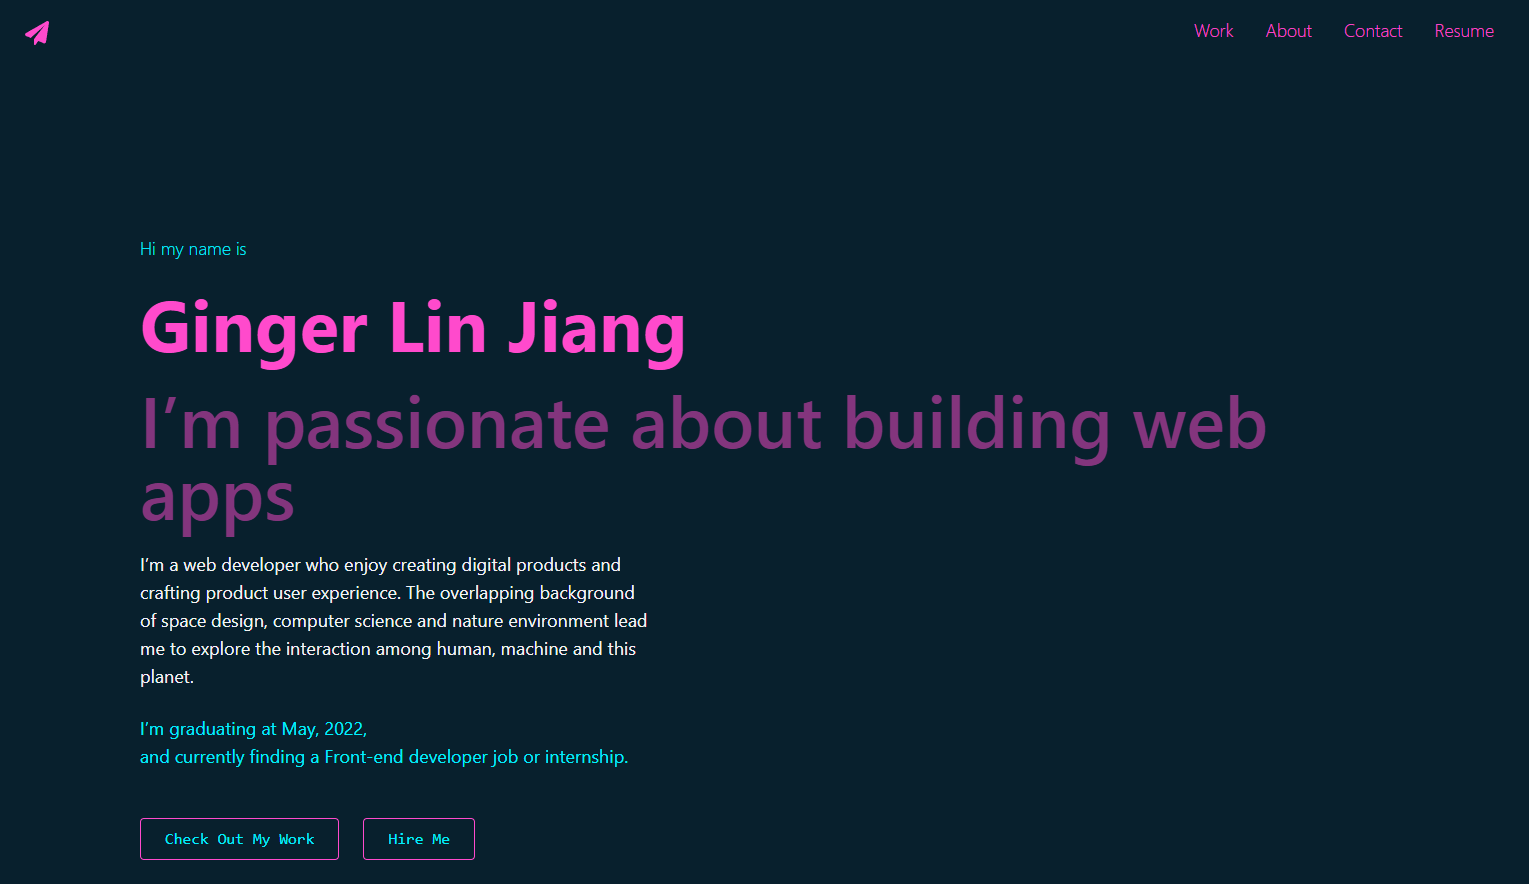 Work About Contact Resume
Hi my name is
Ginger Lin Jiang
I’m passionate about building web
apps
I’m a web developer who enjoy creating digital products and
crafting product user experience. The overlapping background
of space design, computer science and nature environment lead
me to explore the interaction among human, machine and this
planet.
I’m graduating at May, 2022,
and currently finding a Front-end developer job or internship.
Check Out My Work Hire Me